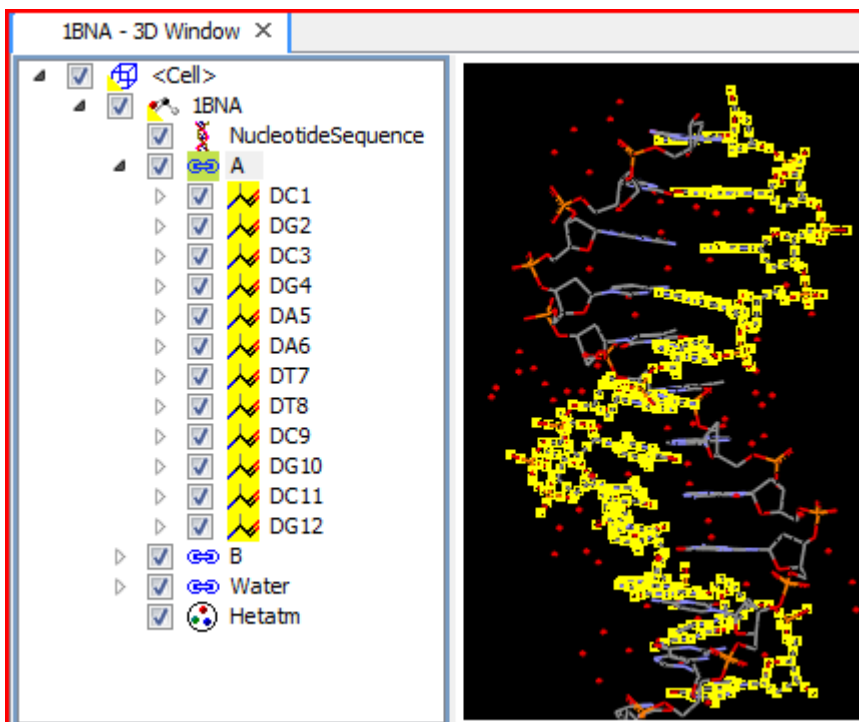 1BNA - 3D Window ×
<Cell>
1BNA
NucleotideSequence
A
DC1
DG2
DC3
DG4
DA5
DA6
DT7
DT8
DC9
DG10
DC11
DG12
B
Water
Hetatm